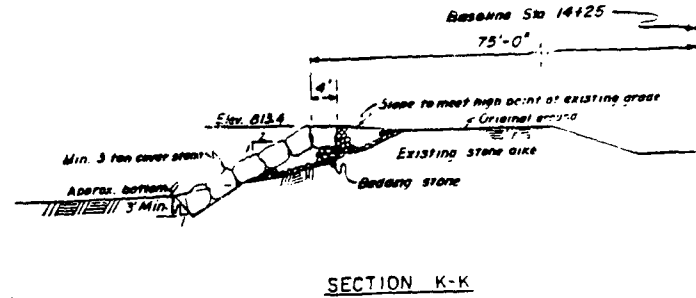 Baseline Sta 14+25
75'-0"
4'
Slope to meet high point of existing grade
Elev. 813.4
Original ground
2
Min. 3 ton cover stone
Existing stone dike
Approx. bottom
Bedding stone
3' Min.
SECTION K-K